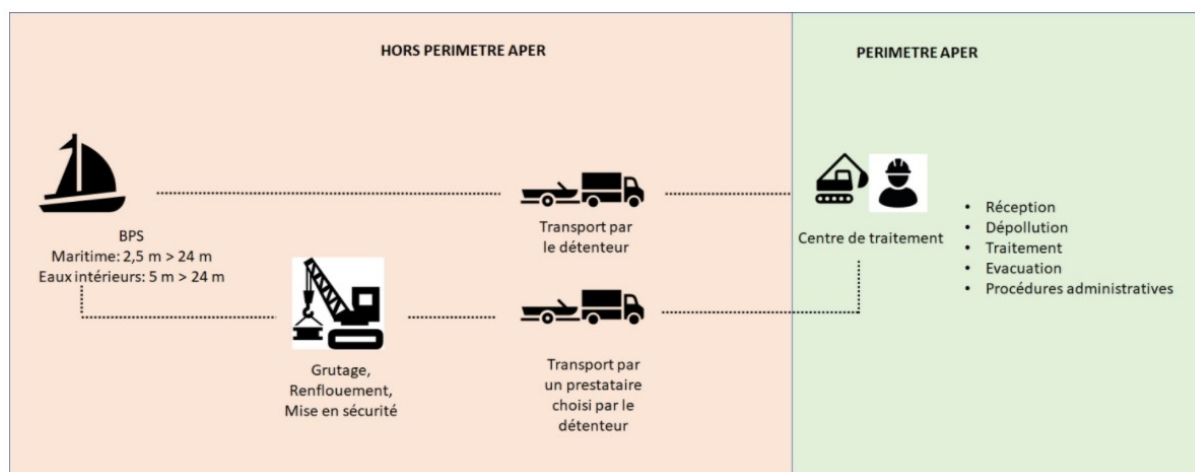 HORS PERIMETRE APER
PERIMETRE APER
BPS
Maritime: 2,5 m > 24 m
Eaux intérieurs: 5 m > 24 m
Grutage,
Renflouement,
Mise en sécurité
Transport par
le détenteur
Transport par
un prestataire
choisi par le
détenteur
Centre de traitement
• Réception
• Dépollution
• Traitement
• Evacuation
• Procédures administratives